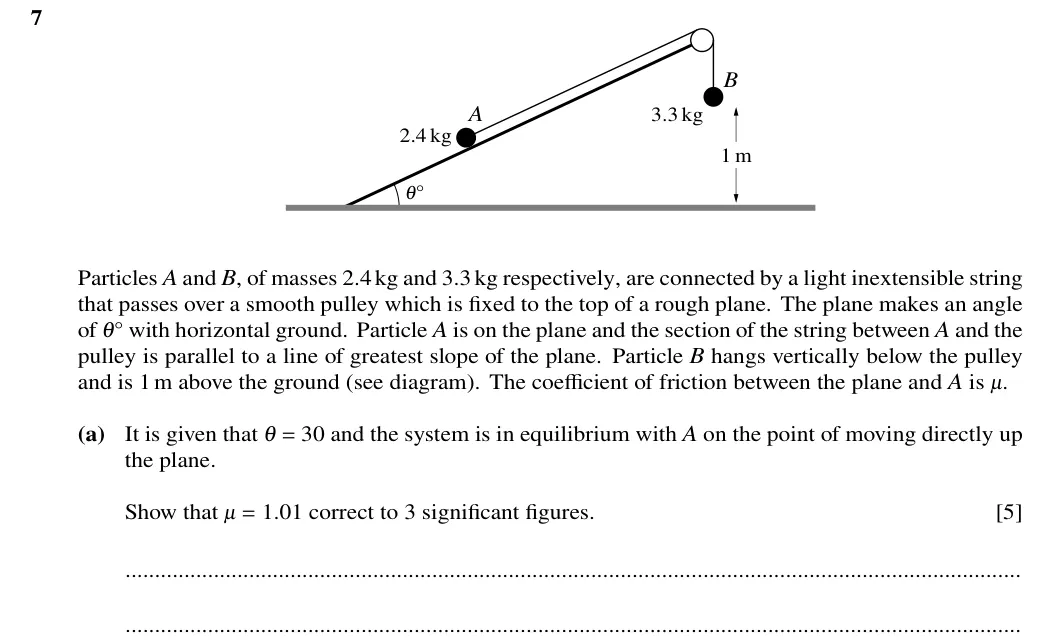 7
A
B
2.4 kg
3.3 kg
1 m
θ°
Particles A and B, of masses 2.4 kg and 3.3 kg respectively, are connected by a light inextensible string
that passes over a smooth pulley which is fixed to the top of a rough plane. The plane makes an angle
of θ° with horizontal ground. Particle A is on the plane and the section of the string between A and the
pulley is parallel to a line of greatest slope of the plane. Particle B hangs vertically below the pulley
and is 1 m above the ground (see diagram). The coefficient of friction between the plane and A is μ.
(a) It is given that θ = 30 and the system is in equilibrium with A on the point of moving directly up
the plane.
Show that μ = 1.01 correct to 3 significant figures. [5]